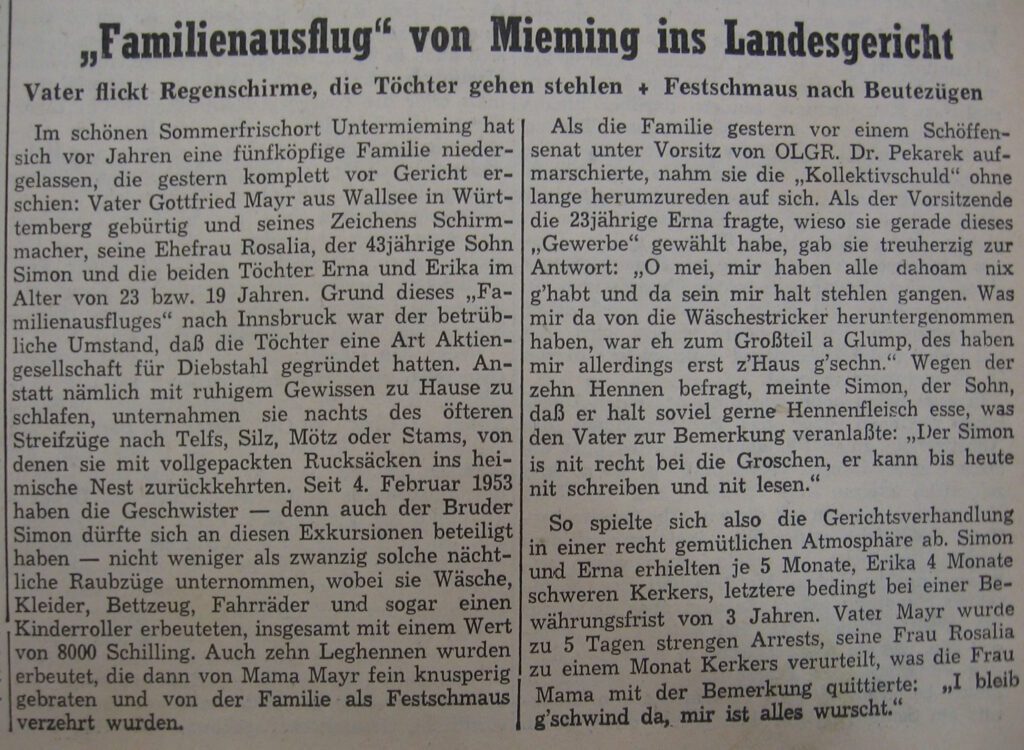 „Familienausflug“ von Mieming ins Landesgericht
Vater flickt Regenschirme, die Töchter gehen stehlen + Festschmaus nach Beutezügen
Im schönen Sommerfrischort Untermieming hat
sich vor Jahren eine fünfköpfige Familie nieder-
gelassen, die gestern komplett vor Gericht er-
schien: Vater Gottfried Mayr aus Wallsee in Würt-
temberg gebürtig und seines Zeichens Schirm-
macher, seine Ehefrau Rosalia, der 43jährige Sohn
Simon und die beiden Töchter Erna und Erika im
Alter von 23 bzw. 19 Jahren. Grund dieses „Fa-
milienausfluges“ nach Innsbruck war der betrüb-
liche Umstand, daß die Töchter eine Art Aktien-
gesellschaft für Diebstahl gegründet hatten. An-
statt nämlich mit ruhigem Gewissen zu Hause zu
schlafen, unternahmen sie nachts des öfteren
Streifzüge nach Telfs, Silz, Mötz oder Stams, von
denen sie mit vollgepackten Rucksäcken ins hei-
mische Nest zurückkehrten. Seit 4. Februar 1953
haben die Geschwister — denn auch der Bruder
Simon dürfte sich an diesen Exkursionen beteiligt
haben — nicht weniger als zwanzig solche nächt-
liche Raubzüge unternommen, wobei sie Wäsche,
Kleider, Bettzeug, Fahrräder und sogar einen
Kinderroller erbeuteten, insgesamt mit einem Wert
von 8000 Schilling. Auch zehn Leghennen wurden
erbeutet, die dann von Mama Mayr fein knusperig
gebraten und von der Familie als Festschmaus
verzehrt wurden.
Als die Familie gestern vor einem Schöffen-
senat unter Vorsitz von OLGR. Dr. Pekarek auf-
marschierte, nahm sie die „Kollektivschuld“ ohne
lange herumzureden auf sich. Als der Vorsitzende
die 23jährige Erna fragte, wieso sie gerade dieses
„Gewerbe“ gewählt habe, gab sie treuherzig zur
Antwort: „O mei, mir haben alle dahoam nix
g'habt und da sein mir halt stehlen gangen. Was
mir da von die Wäschestricker heruntergenommen
haben, war eh zum Großteil a Glump, des haben
mir allerdings erst z'Haus g'sechn.“ Wegen der
zehn Hennen befragt, meinte Simon, der Sohn,
daß er halt soviel gerne Hennenfleisch esse, was
den Vater zur Bemerkung veranlaßte: „Der Simon
is nit recht bei die Groschen, er kann bis heute
nit schreiben und nit lesen.“
So spielte sich also die Gerichtsverhandlung
in einer recht gemütlichen Atmosphäre ab. Simon
und Erna erhielten je 5 Monate, Erika 4 Monate
schweren Kerkers, letztere bedingt bei einer Be-
währungsfrist von 3 Jahren. Vater Mayr wurde
zu 5 Tagen strengen Arrests, seine Frau Rosalia
zu einem Monat Kerkers verurteilt, was die Frau
Mama mit der Bemerkung quittierte: „I bleib
g'schwind da, mir ist alles wurscht.“